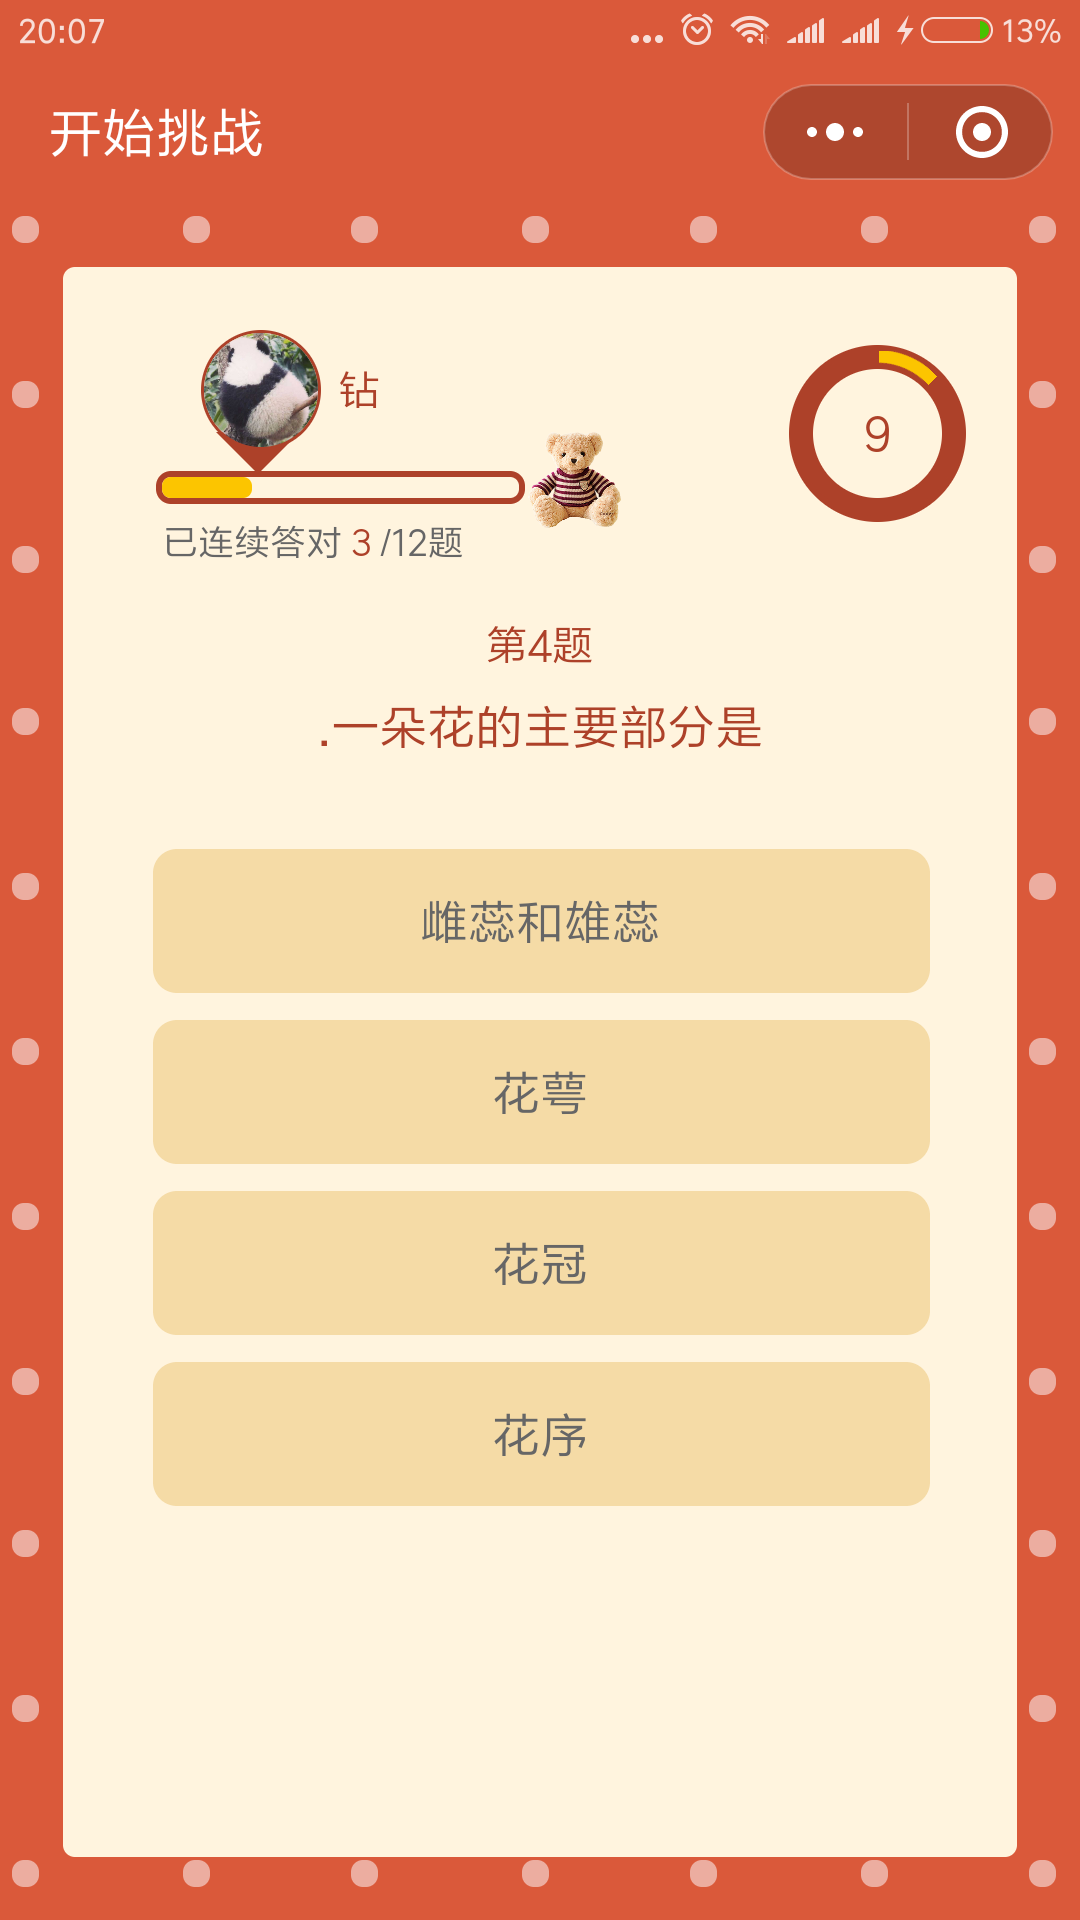 20:07 13%
开始挑战
钻
9
已连续答对 3 /12题
第4题
.一朵花的主要部分是
雌蕊和雄蕊
花萼
花冠
花序